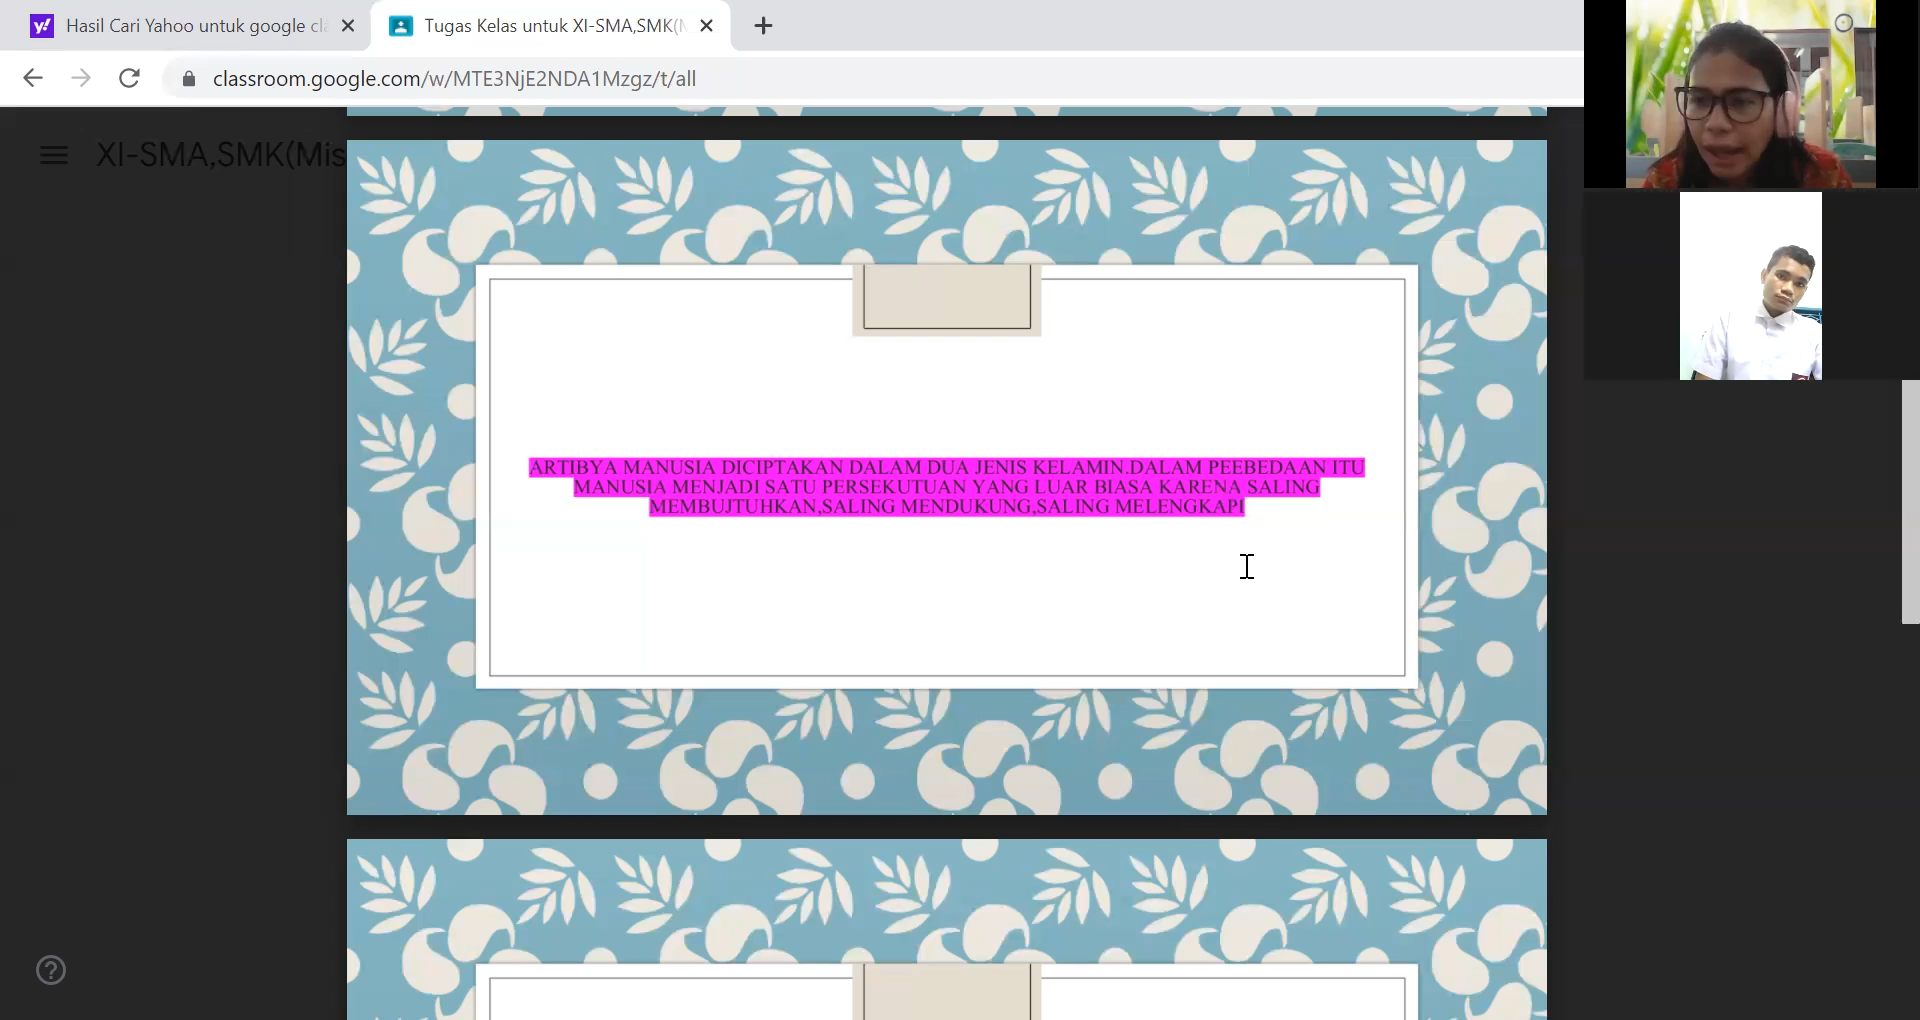 Hasil Cari Yahoo untuk google cla
Tugas Kelas untuk XI-SMA,SMK(M
classroom.google.com/w/MTE3NjE2NDA1Mzgz/t/all
XI-SMA,SMK(Mis
ARTIBYA MANUSIA DICIPTAKAN DALAM DUA JENIS KELAMIN.DALAM PEEBEDAAN ITU
MANUSIA MENJADI SATU PERSEKUTUAN YANG LUAR BIASA KARENA SALING
MEMBUJTUHKAN,SALING MENDUKUNG,SALING MELENGKAPI